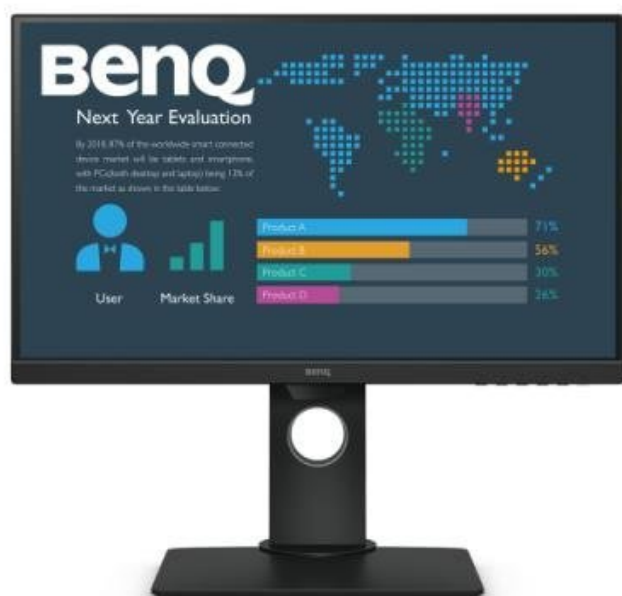 BenQ
Next Year Evaluation
By 2018, 87% of the worldwide smart connected
device market will be tablets and smartphone,
with PCs(both desktop and laptop) being 13% of
the market as shown in the table below:
Product A 71%
Product B 56%
Product C 30%
Product D 26%
User Market Share
BenQ